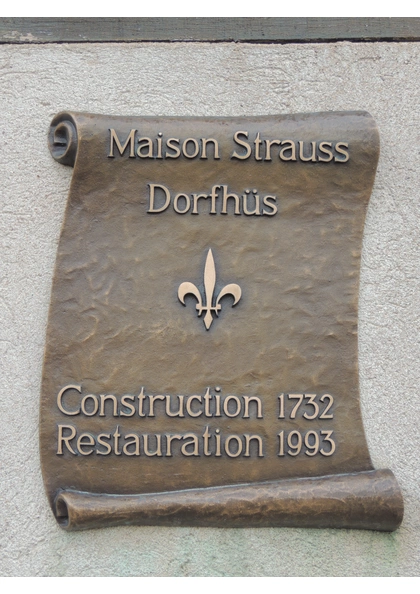 Maison Strauss
Dorfhüs
Construction 1732
Restauration 1993